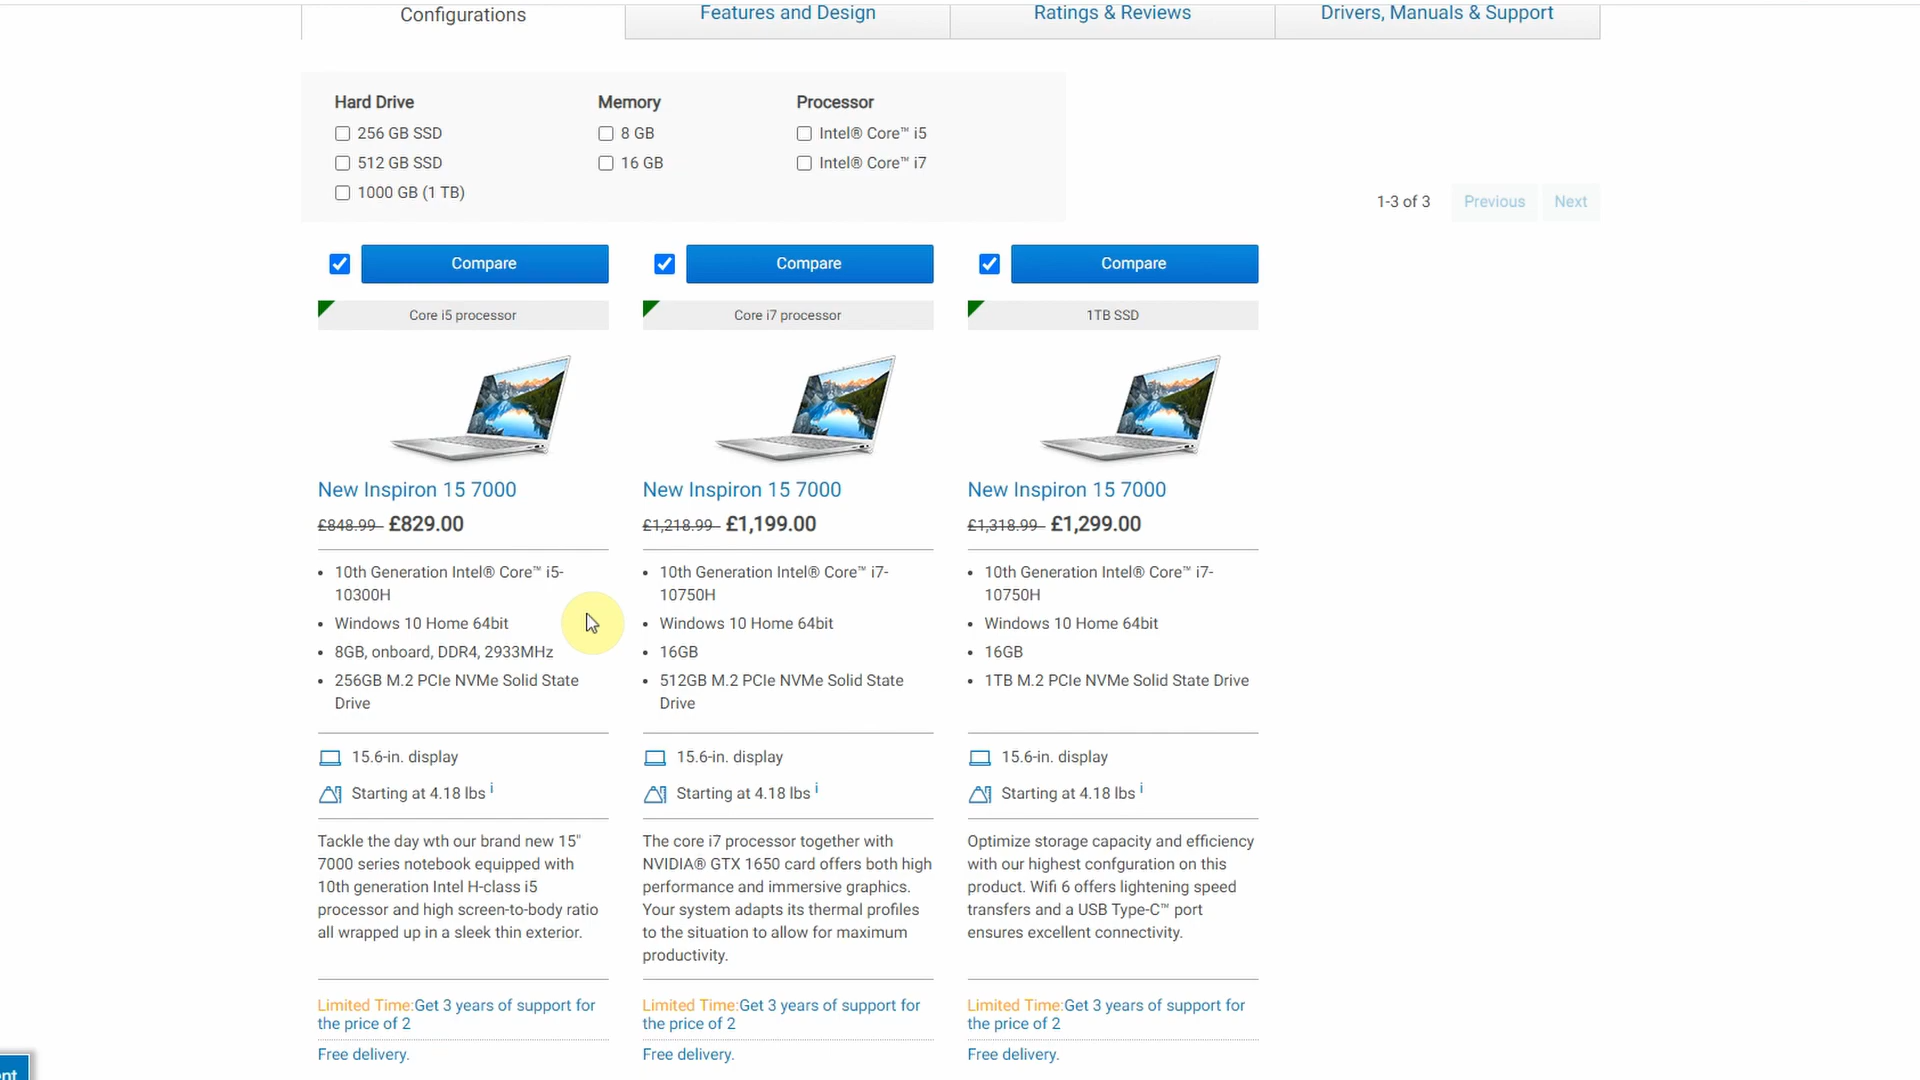 Configurations
Features and Design
Ratings & Reviews
Drivers, Manuals & Support
Hard Drive
256 GB SSD
512 GB SSD
1000 GB (1 TB)
Memory
8 GB
16 GB
Processor
Intel® Core™ i5
Intel® Core™ i7
1-3 of 3
Previous
Next
Compare
Core i5 processor
New Inspiron 15 7000
£848.99 £829.00
10th Generation Intel® Core™ i5-
10300H
Windows 10 Home 64bit
8GB, onboard, DDR4, 2933MHz
256GB M.2 PCIe NVMe Solid State
Drive
15.6-in. display
Starting at 4.18 lbs i
Tackle the day wth our brand new 15"
7000 series notebook equipped with
10th generation Intel H-class i5
processor and high screen-to-body ratio
all wrapped up in a sleek thin exterior.
Limited Time:Get 3 years of support for
the price of 2
Free delivery.
Compare
Core i7 processor
New Inspiron 15 7000
£1,218.99 £1,199.00
10th Generation Intel® Core™ i7-
10750H
Windows 10 Home 64bit
16GB
512GB M.2 PCIe NVMe Solid State
Drive
15.6-in. display
Starting at 4.18 lbs i
The core i7 processor together with
NVIDIA® GTX 1650 card offers both high
performance and immersive graphics.
Your system adapts its thermal profiles
to the situation to allow for maximum
productivity.
Limited Time:Get 3 years of support for
the price of 2
Free delivery.
Compare
1TB SSD
New Inspiron 15 7000
£1,318.99 £1,299.00
10th Generation Intel® Core™ i7-
10750H
Windows 10 Home 64bit
16GB
1TB M.2 PCIe NVMe Solid State Drive
15.6-in. display
Starting at 4.18 lbs i
Optimize storage capacity and efficiency
with our highest confguration on this
product. Wifi 6 offers lightening speed
transfers and a USB Type-C™ port
ensures excellent connectivity.
Limited Time:Get 3 years of support for
the price of 2
Free delivery.